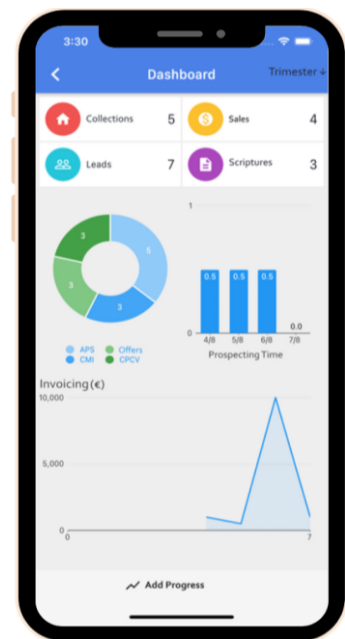 3:30
Dashboard
Trimester ↓
Collections 5
Sales 4
Leads 7
Scriptures 3
3
5
3
3
APS
Offers
CMI
CPCV
1
0.5 0.5 0.5
0.0
0
4/8 5/8 6/8 7/8
Prospecting Time
Invoicing(€)
10,000
5,000
0
0 7
Add Progress